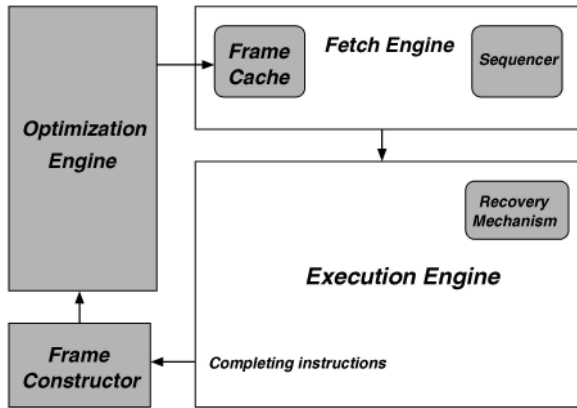 Optimization
Engine
Frame
Cache
Fetch Engine
Sequencer
Recovery
Mechanism
Execution Engine
Completing instructions
Frame
Constructor